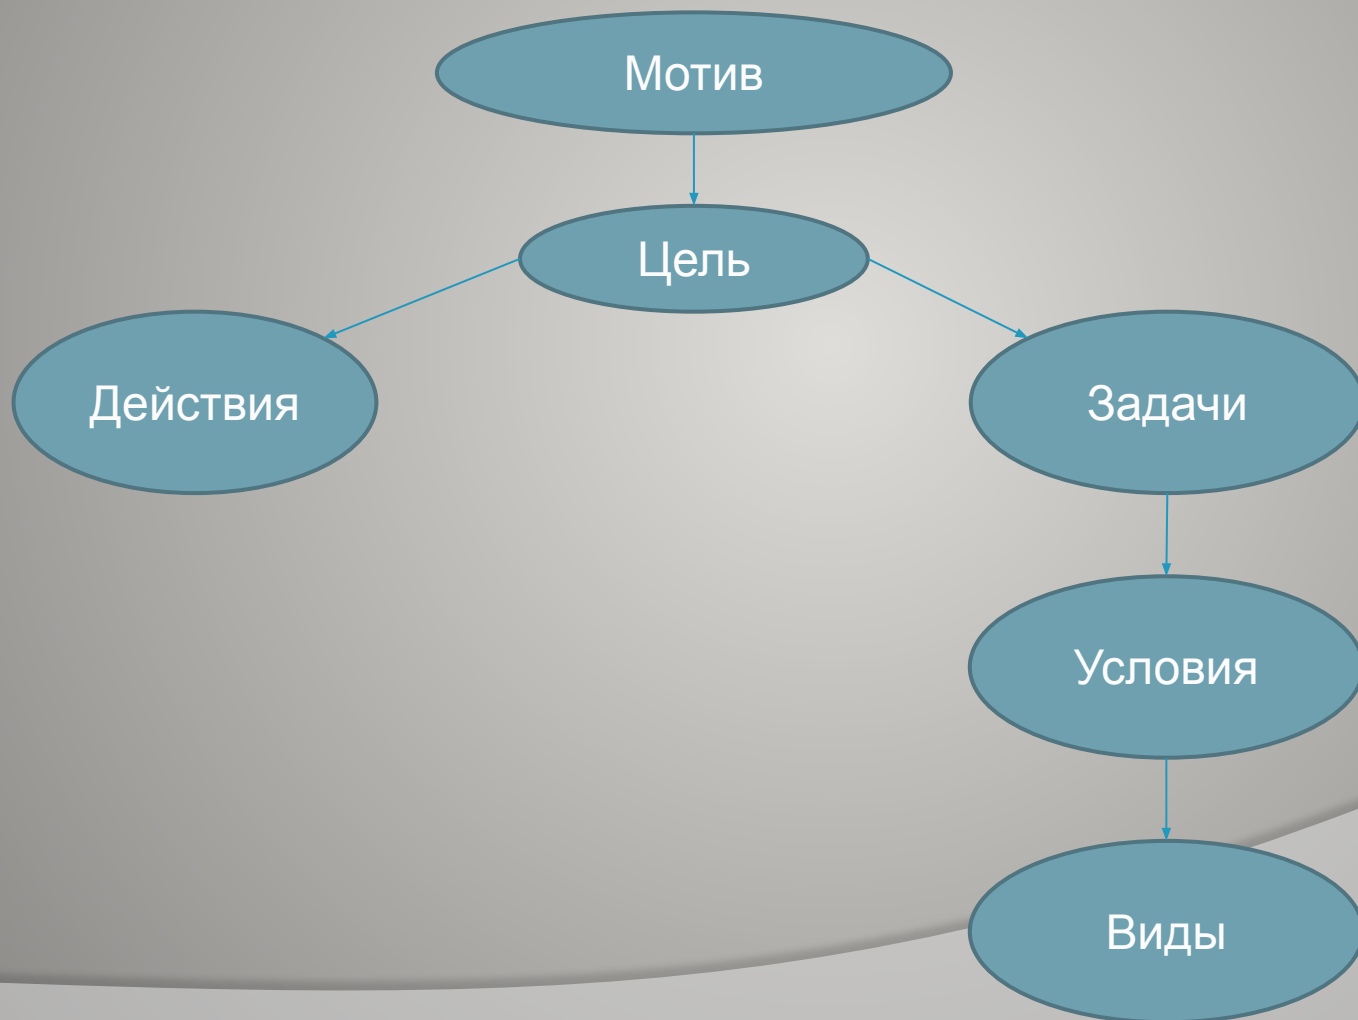 Мотив
Цель
Действия
Задачи
Условия
Виды